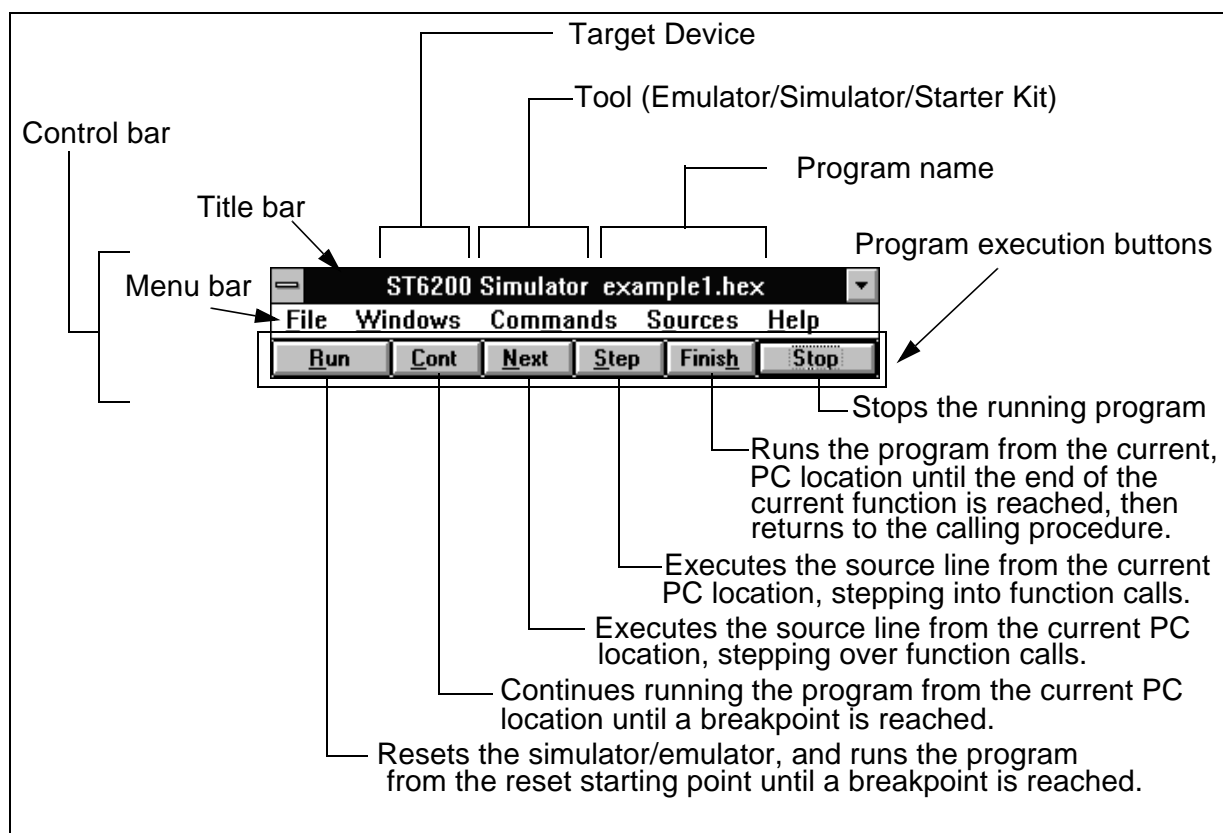 Target Device
Tool (Emulator/Simulator/Starter Kit)
Control bar
Program name
Title bar
Program execution buttons
Menu bar
ST6200 Simulator example1.hex
File Windows Commands Sources Help
Run Cont Next Step Finish Stop
Stops the running program
Runs the program from the current,
PC location until the end of the
current function is reached, then
returns to the calling procedure.
Executes the source line from the current
PC location, stepping into function calls.
Executes the source line from the current PC
location, stepping over function calls.
Continues running the program from the current PC
location until a breakpoint is reached.
Resets the simulator/emulator, and runs the program
from the reset starting point until a breakpoint is reached.